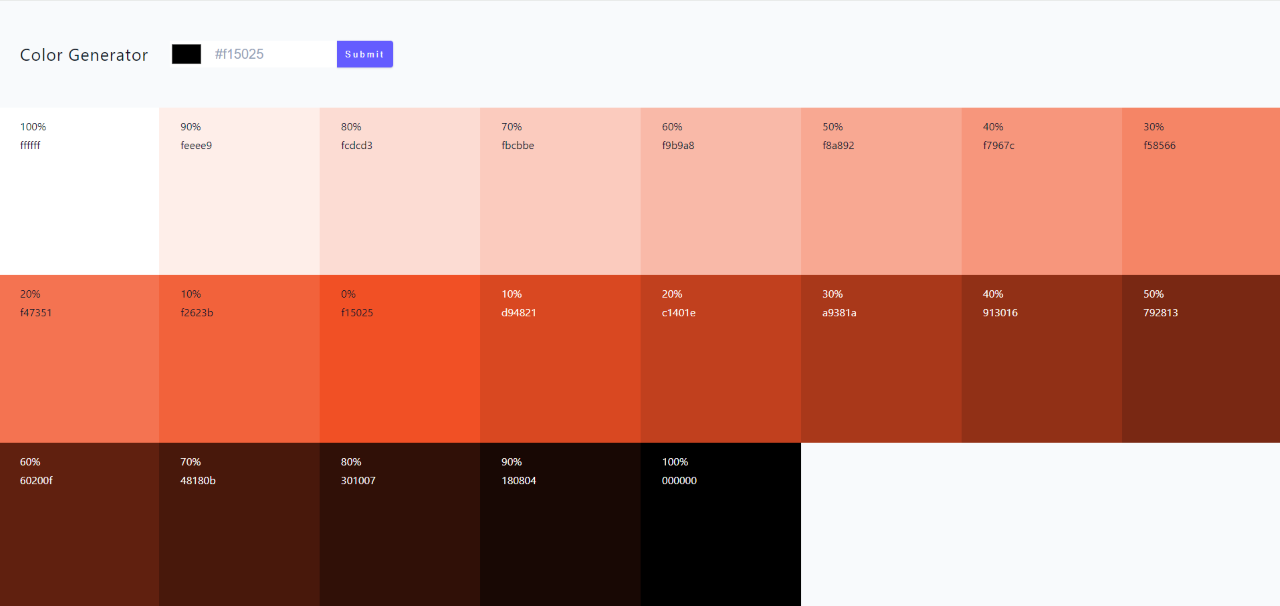 Color Generator
#f15025
Submit
100%
ffffff
90%
feeee9
80%
fcdcd3
70%
fbcbbe
60%
f9b9a8
50%
f8a892
40%
f7967c
30%
f58566
20%
f47351
10%
f2623b
0%
f15025
10%
d94821
20%
c1401e
30%
a9381a
40%
913016
50%
792813
60%
60200f
70%
48180b
80%
301007
90%
180804
100%
000000